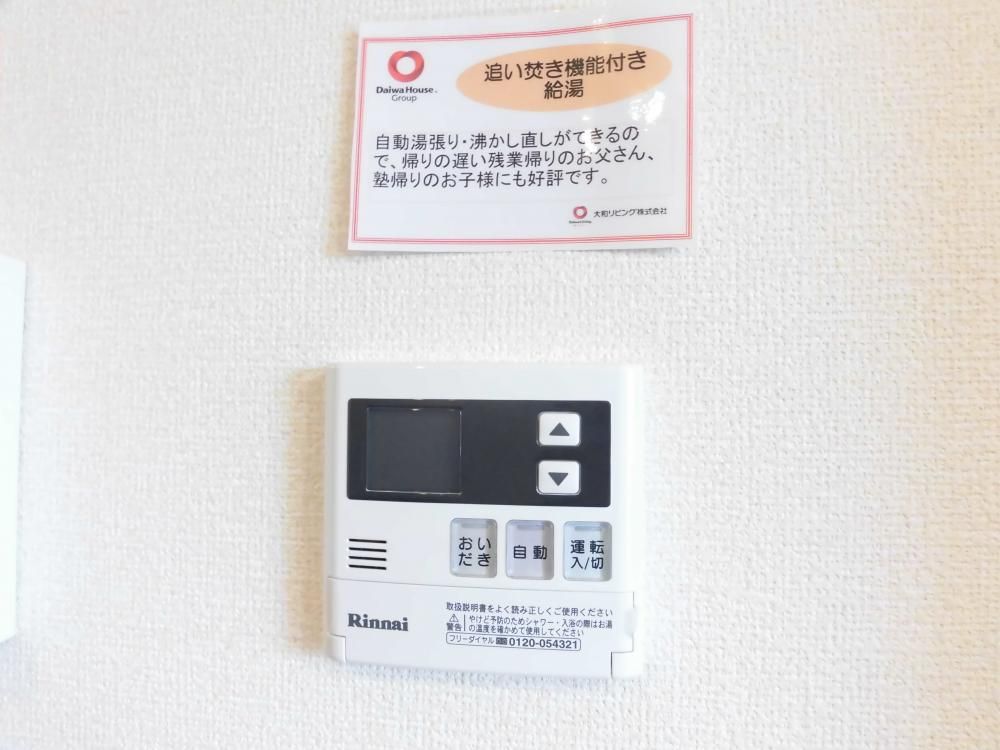 Daiwa House®
Group
追い焚き機能付き
給湯
自動湯張り・沸かし直しができるの
で、帰りの遅い残業帰りのお父さん、
塾帰りのお子様にも好評です。
大和リビング株式会社
おい
だき
自動
運転
入/切
Rinnai
取扱説明書をよく読み正しくご使用ください
警告
やけど予防のためシャワー・入浴の際はお湯
の温度を確かめて使用してください
フリーダイヤル 0120-054321